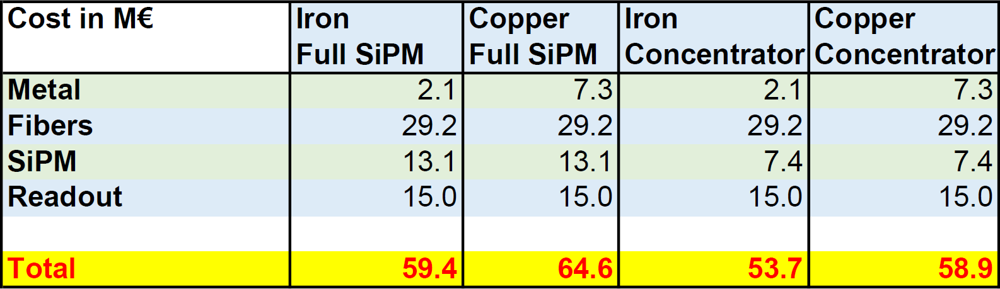 Cost in M€ Iron Copper Iron Copper
Full SiPM Full SiPM Concentrator Concentrator
Metal 2.1 7.3 2.1 7.3
Fibers 29.2 29.2 29.2 29.2
SiPM 13.1 13.1 7.4 7.4
Readout 15.0 15.0 15.0 15.0
Total 59.4 64.6 53.7 58.9